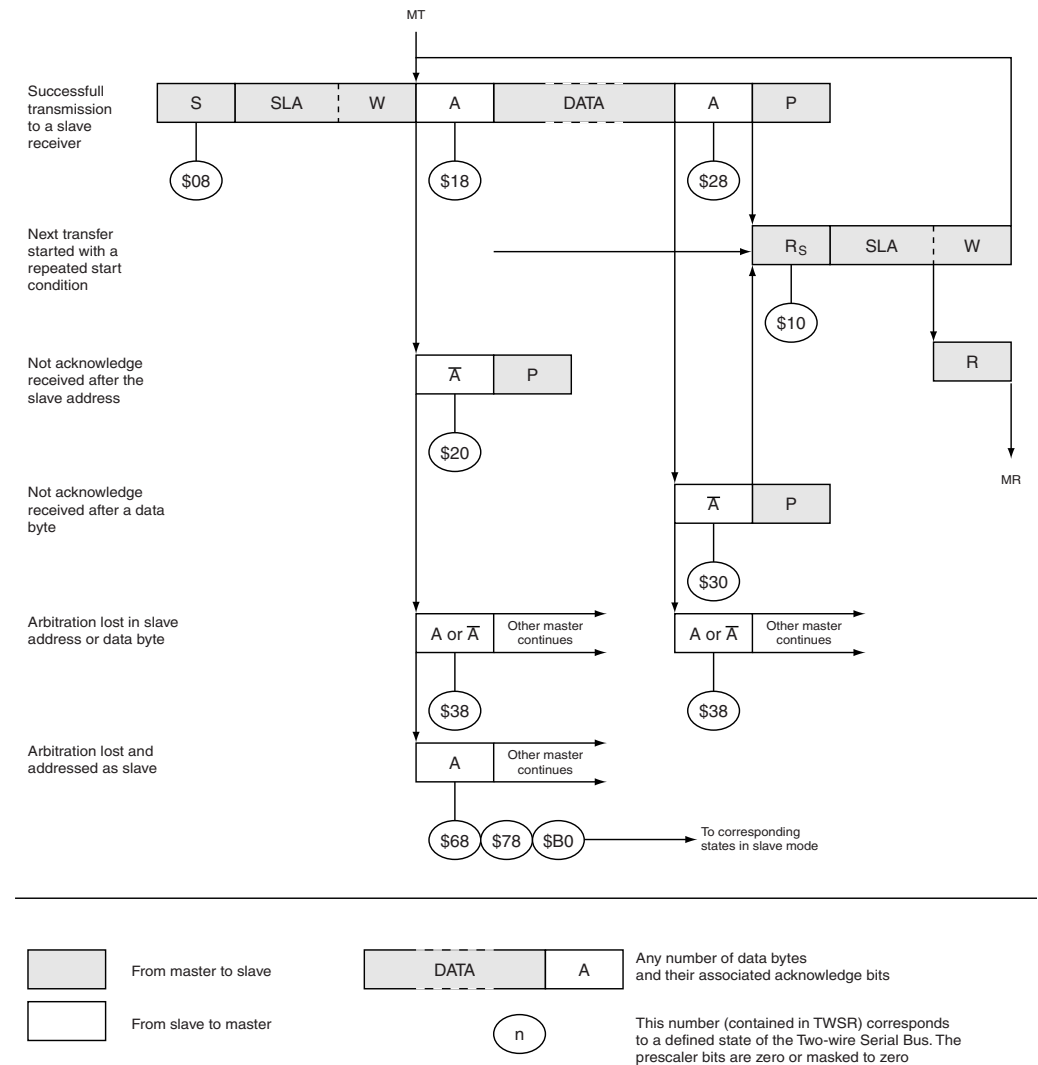 MT
Successfull
transmission
to a slave
receiver
S SLA W A DATA A P
$08 $18 $28
Next transfer
started with a
repeated start
condition
RS SLA W
$10
Not acknowledge
received after the
slave address
A̅ P
R
$20
MR
Not acknowledge
received after a data
byte
A̅ P
$30
Arbitration lost in slave
address or data byte
A or A̅ Other master
continues
A or A̅ Other master
continues
$38 $38
Arbitration lost and
addressed as slave
A Other master
continues
$68 $78 $B0
To corresponding
states in slave mode
From master to slave
DATA A
Any number of data bytes
and their associated acknowledge bits
From slave to master
n
This number (contained in TWSR) corresponds
to a defined state of the Two-wire Serial Bus. The
prescaler bits are zero or masked to zero